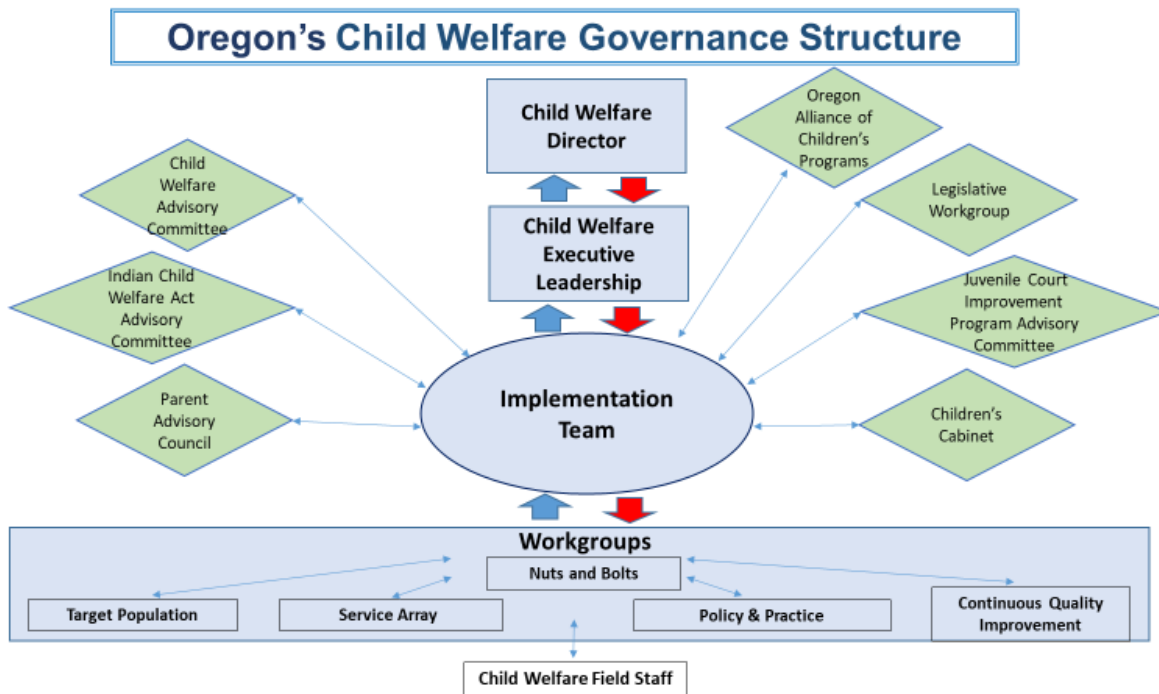 Oregon's Child Welfare Governance Structure
Child Welfare
Director
Oregon
Alliance of
Children's
Programs
Child
Welfare
Advisory
Committee
Legislative
Workgroup
Child Welfare
Executive
Leadership
Indian Child
Welfare Act
Advisory
Committee
Juvenile Court
Improvement
Program Advisory
Committee
Implementation
Team
Parent
Advisory
Council
Children's
Cabinet
Workgroups
Nuts and Bolts
Target Population
Service Array
Policy & Practice
Continuous Quality
Improvement
Child Welfare Field Staff